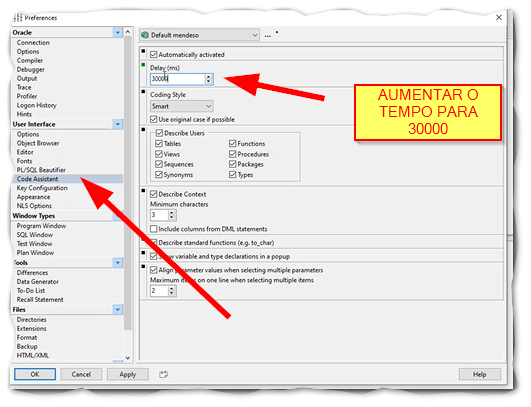 Preferences
Oracle
Connection
Options
Compiler
Debugger
Output
Trace
Profiler
Logon History
Hints
User Interface
Options
Object Browser
Editor
Fonts
PL/SQL Beautifier
Code Assistant
Key Configuration
Appearance
NLS Options
Window Types
Program Window
SQL Window
Test Window
Plan Window
Tools
Differences
Data Generator
To-Do List
Recall Statement
Files
Directories
Extensions
Format
Backup
HTML/XML
Default mendeso
...
Automatically activated
Delay (ms)
30000
Coding Style
Smart
Use original case if possible
Describe Users
Tables
Functions
Views
Procedures
Sequences
Packages
Synonyms
Types
Describe Context
Minimum characters
3
Include columns from DML statements
Describe standard functions (e.g. to_char)
Show variable and type declarations in a popup
Align parameter values when selecting multiple parameters
Maximum items on one line when selecting multiple items
2
AUMENTAR O
TEMPO PARA
30000
OK
Cancel
Apply
Help